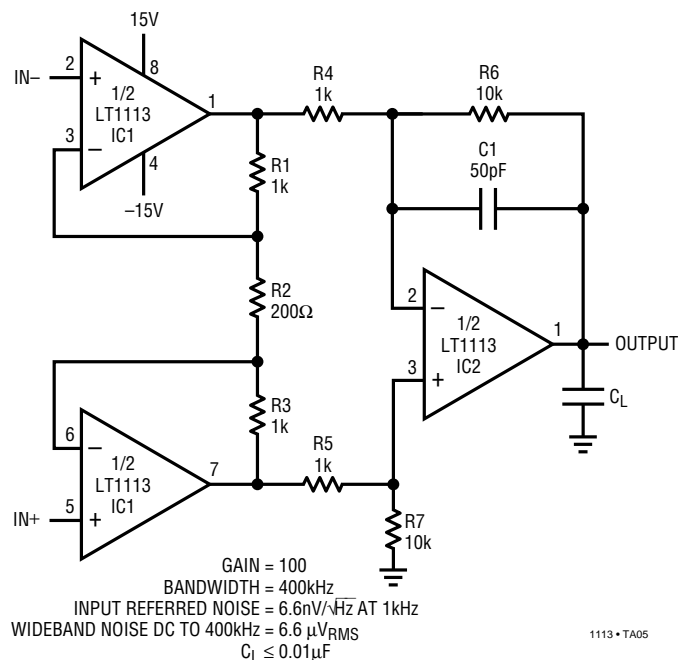 15V
IN–
2
+
8
1/2
LT1113
IC1
1
3
–
4
–15V
R1
1k
R4
1k
R6
10k
C1
50pF
R2
200Ω
2
–
1/2
LT1113
IC2
3
+
1
OUTPUT
CL
R3
1k
6
–
1/2
LT1113
IC1
7
IN+
5
+
R5
1k
R7
10k
GAIN = 100
BANDWIDTH = 400kHz
INPUT REFERRED NOISE = 6.6nV/√Hz AT 1kHz
WIDEBAND NOISE DC TO 400kHz = 6.6 µVRMS
CL ≤ 0.01µF
1113 • TA05